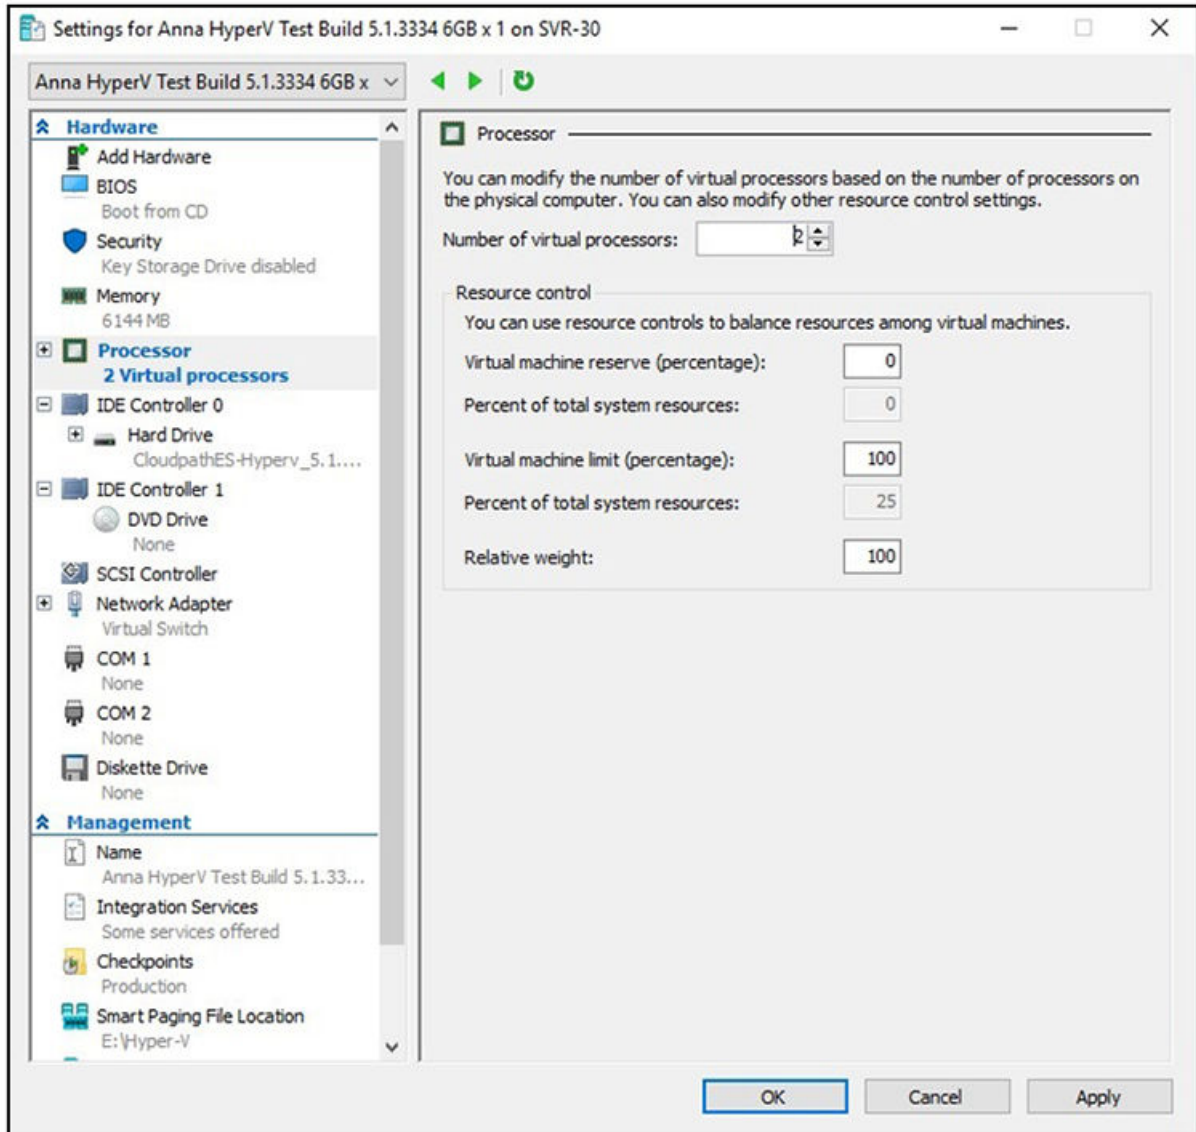 Settings for Anna HyperV Test Build 5.1.3334 6GB x 1 on SVR-30
Anna HyperV Test Build 5.1.3334 6GB x
Hardware
Add Hardware
BIOS
Boot from CD
Security
Key Storage Drive disabled
Memory
6144 MB
Processor
2 Virtual processors
IDE Controller 0
Hard Drive
CloudpathES-Hyperv_5.1....
IDE Controller 1
DVD Drive
None
SCSI Controller
Network Adapter
Virtual Switch
COM 1
None
COM 2
None
Diskette Drive
None
Management
Name
Anna HyperV Test Build 5.1.33...
Integration Services
Some services offered
Checkpoints
Production
Smart Paging File Location
E:\Hyper-V
Processor
You can modify the number of virtual processors based on the number of processors on
the physical computer. You can also modify other resource control settings.
Number of virtual processors: 2
Resource control
You can use resource controls to balance resources among virtual machines.
Virtual machine reserve (percentage): 0
Percent of total system resources: 0
Virtual machine limit (percentage): 100
Percent of total system resources: 25
Relative weight: 100
OK Cancel Apply